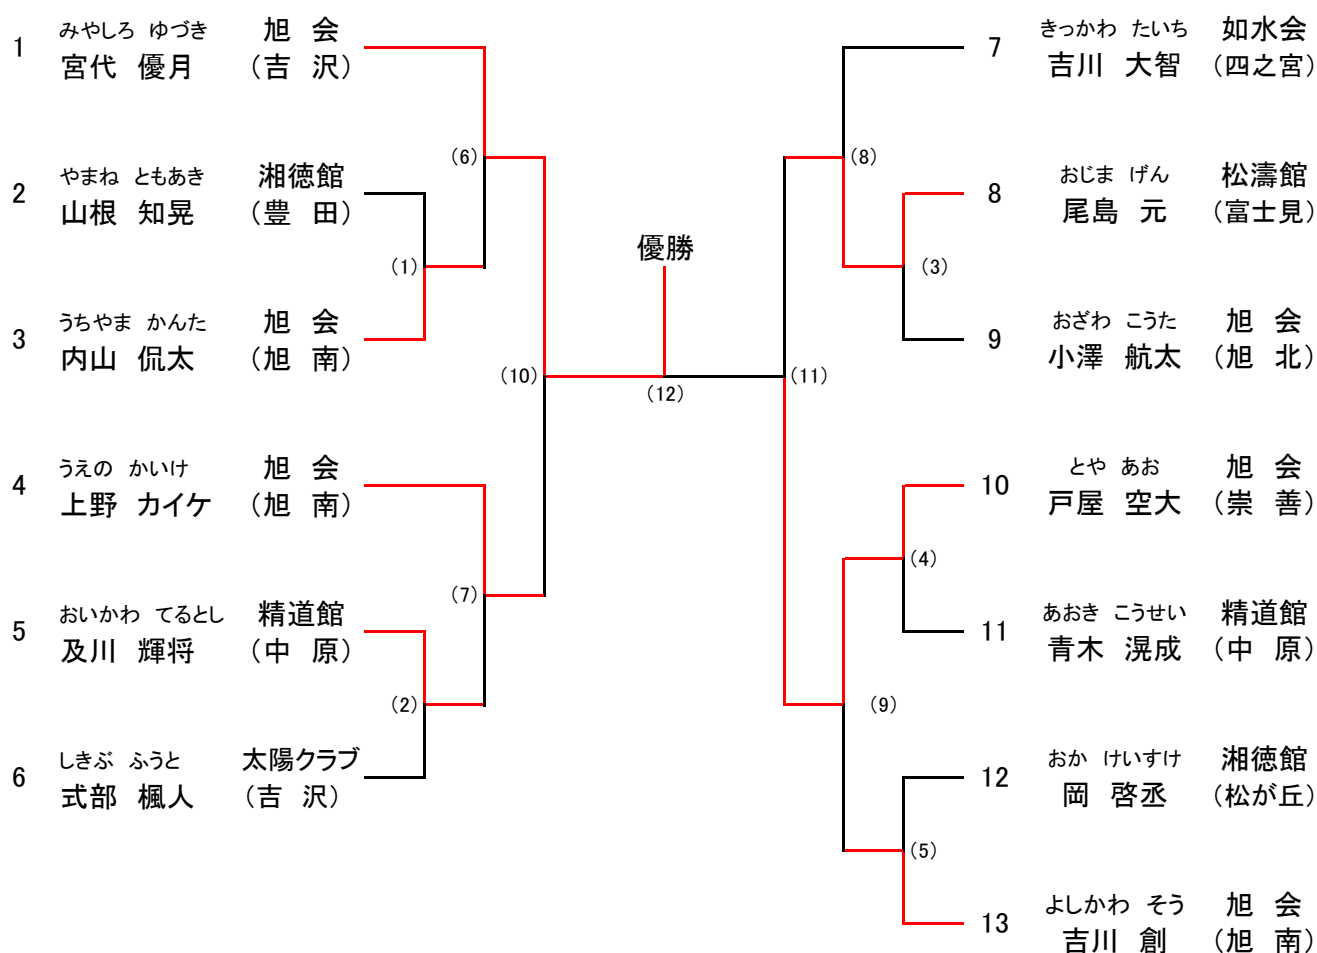 1 みやしろ ゆづき 旭 会
宮代 優月 (吉 沢)
2 やまね ともあき 湘徳館
山根 知晃 (豊 田)
3 うちやま かんた 旭 会
内山 侃太 (旭 南)
4 うえの かいけ 旭 会
上野 カイケ (旭 南)
5 おいかわ てるとし 精道館
及川 輝将 (中 原)
6 しきぶ ふうと 太陽クラブ
式部 楓人 (吉 沢)
(6)
(1)
(10)
(7)
(2)
優勝
(12)
(8)
(3)
(11)
(4)
(9)
(5)
7 きっかわ たいち 如水会
吉川 大智 (四之宮)
8 おじま げん 松濤館
尾島 元 (富士見)
9 おざわ こうた 旭 会
小澤 航太 (旭 北)
10 とや あお 旭 会
戸屋 空大 (崇 善)
11 あおき こうせい 精道館
青木 滉成 (中 原)
12 おか けいすけ 湘徳館
岡 啓丞 (松が丘)
13 よしかわ そう 旭 会
吉川 創 (旭 南)